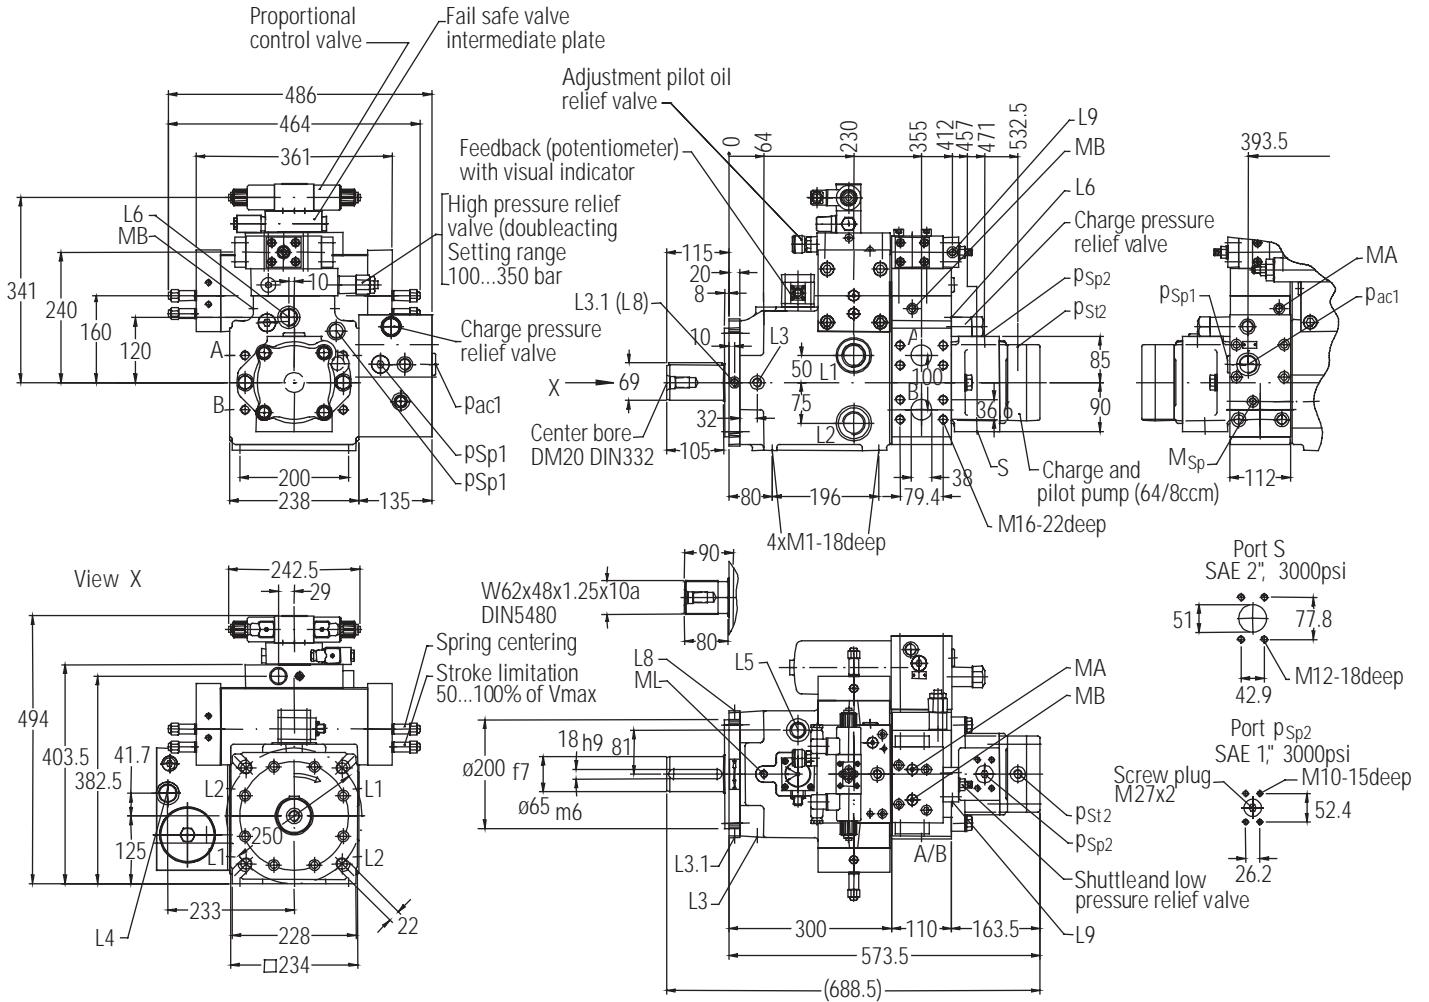 Proportional
control valve
Fail safe valve
intermediate plate
486
464
361
L6
MB
341
240
160
120
10
A
B
High pressure relief
valve (doubleacting
Setting range
100...350 bar
Charge pressure
relief valve
pac1
pSp1
pSp1
200
238
135
Adjustment pilot oil
relief valve
Feedback (potentiometer)
with visual indicator
0
64
230
355
412
457
471
532.5
L9
MB
L6
Charge pressure
relief valve
pSp2
pSt2
115
20
8
L3.1 (L8)
10
L3
X
69
50
L1
75
L2
32
A
100
B
36.6
85
90
Center bore
DM20 DIN332
105
80
196
79.4
38
S
Charge and
pilot pump (64/8ccm)
M16-22deep
4xM1-18deep
393.5
MA
pSp1
pac1
MSp
112
View X
242.5
29
Spring centering
Stroke limitation
50...100% of Vmax
494
403.5
382.5
41.7
125
L2
L1
250
L1
L2
L4
233
228
□234
22
90
W62x48x1.25x10a
DIN5480
80
L8
ML
L5
MA
MB
18 h9
81
ø200 f7
ø65 m6
L3.1
L3
A/B
pSt2
pSp2
Shuttleand low
pressure relief valve
L9
300
110
163.5
573.5
(688.5)
Port S
SAE 2", 3000psi
51
77.8
M12-18deep
42.9
Port pSp2
SAE 1," 3000psi
Screw plug
M27x2
M10-15deep
52.4
26.2